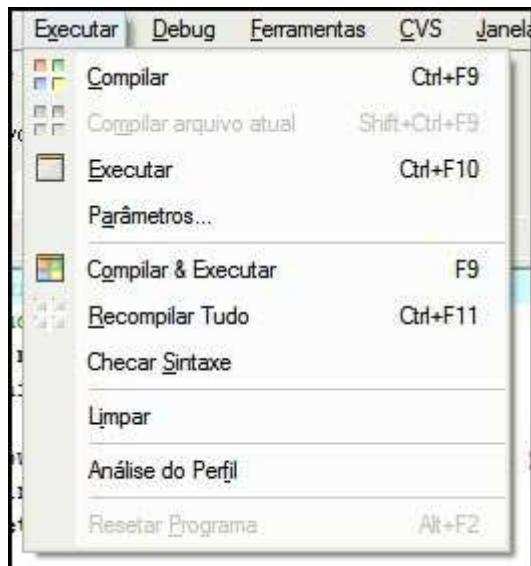 Executar Debug Ferramentas CVS Janela
Compilar Ctrl+F9
Compilar arquivo atual Shift+Ctrl+F9
Executar Ctrl+F10
Parâmetros...
Compilar & Executar F9
Recompilar Tudo Ctrl+F11
Checar Sintaxe
Limpar
Análise do Perfil
Resetar Programa Alt+F2